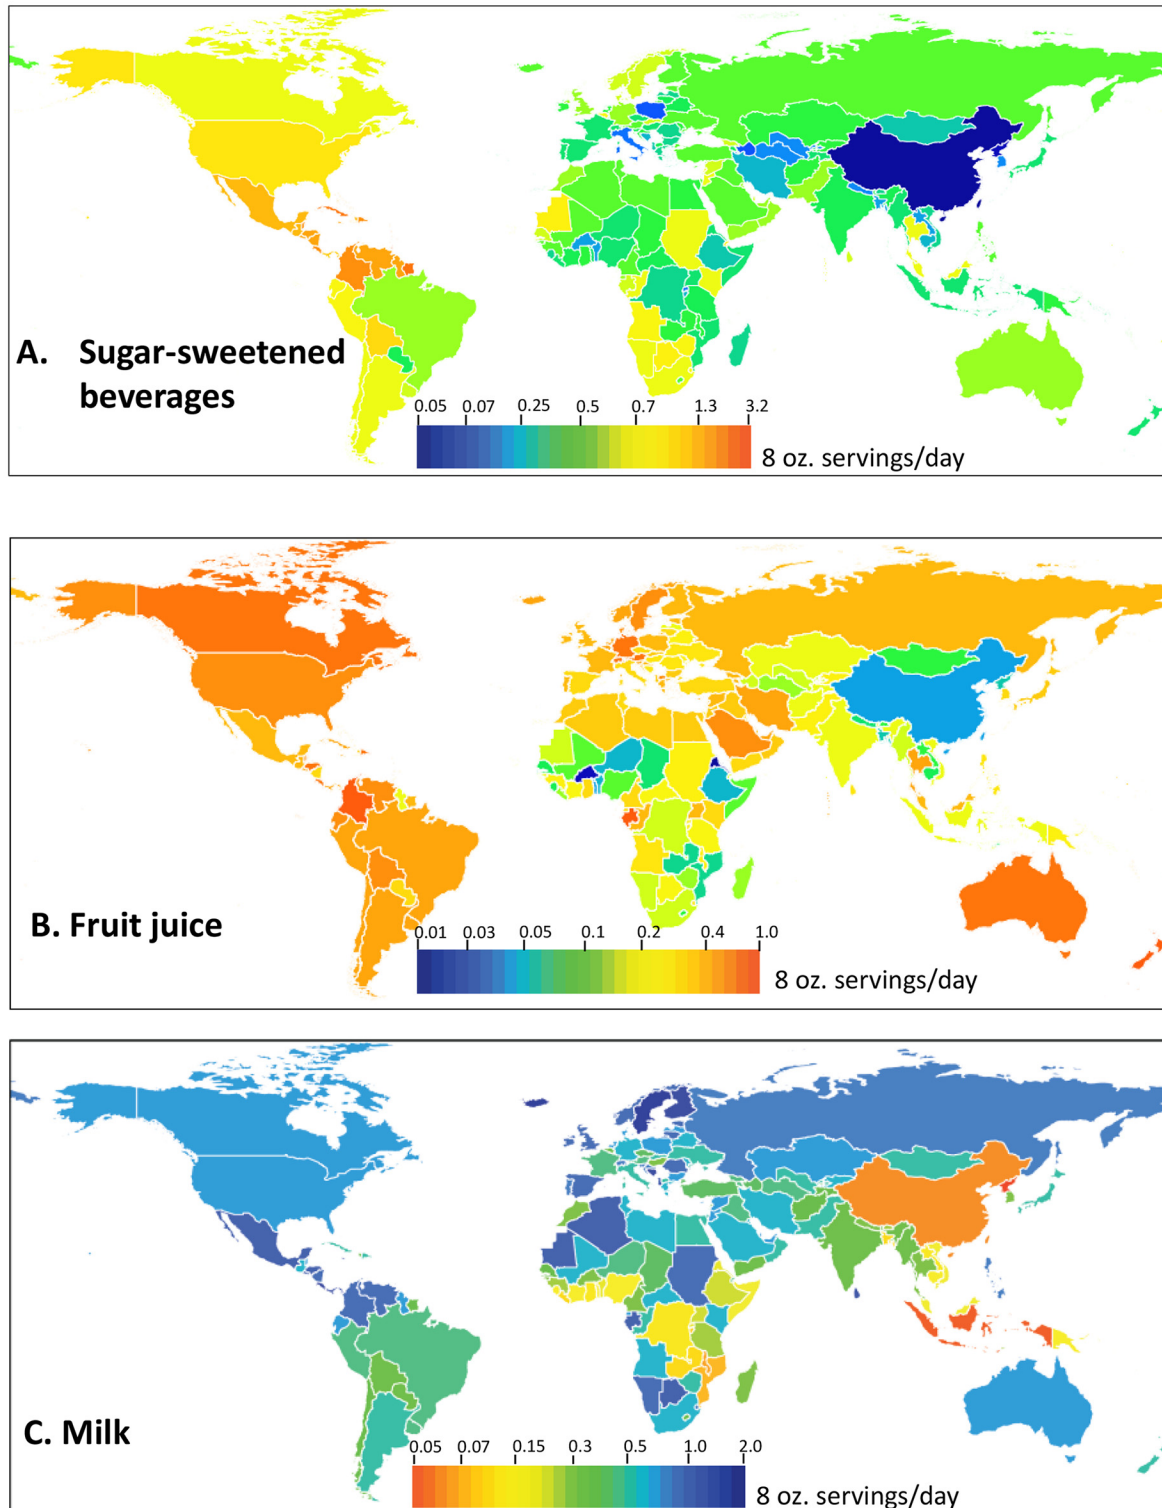 A. Sugar-sweetened
beverages
0.05 0.07 0.25 0.5 0.7 1.3 3.2
8 oz. servings/day
B. Fruit juice
0.01 0.03 0.05 0.1 0.2 0.4 1.0
8 oz. servings/day
C. Milk
0.05 0.07 0.15 0.3 0.5 1.0 2.0
8 oz. servings/day